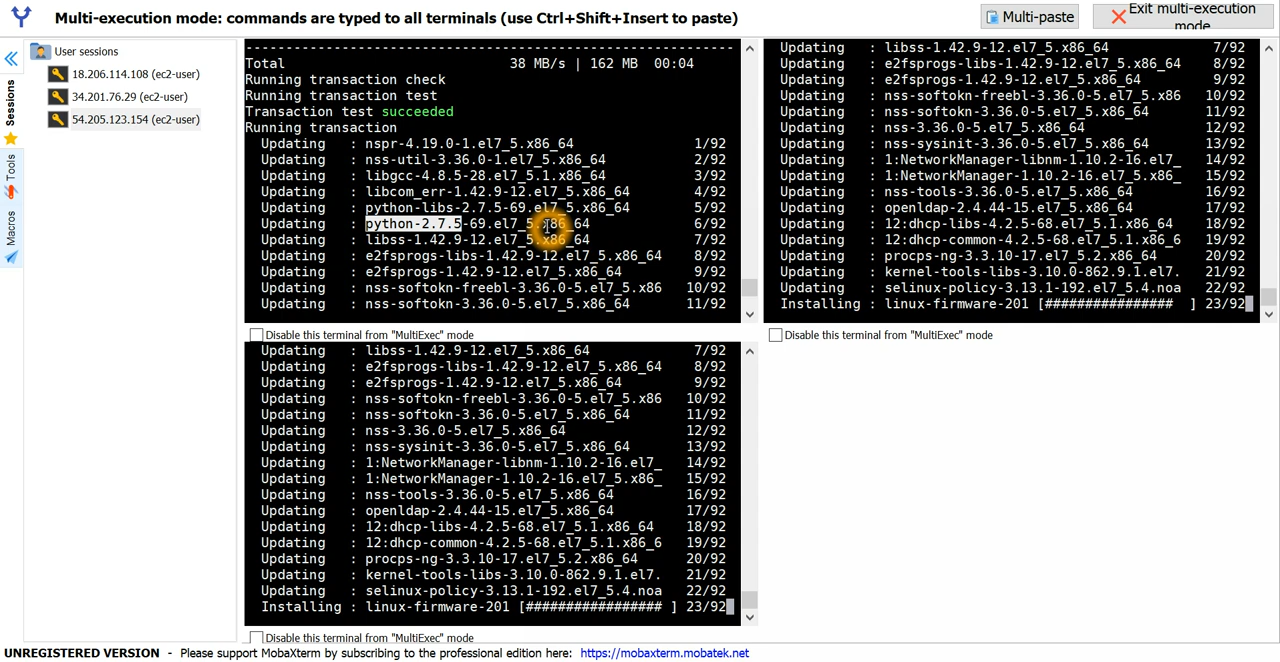 Multi-execution mode: commands are typed to all terminals (use Ctrl+Shift+Insert to paste)
Multi-paste
Exit multi-execution
mode
Sessions
Tools
Macros
User sessions
18.206.114.108 (ec2-user)
34.201.76.29 (ec2-user)
54.205.123.154 (ec2-user)
--------------------------------------------------------------------------------
Total 38 MB/s | 162 MB 00:04
Running transaction check
Running transaction test
Transaction test succeeded
Running transaction
Updating : nspr-4.19.0-1.el7_5.x86_64 1/92
Updating : nss-util-3.36.0-1.el7_5.x86_64 2/92
Updating : libgcc-4.8.5-28.el7_5.1.x86_64 3/92
Updating : libcom_err-1.42.9-12.el7_5.x86_64 4/92
Updating : python-libs-2.7.5-69.el7_5.x86_64 5/92
Updating : python-2.7.5-69.el7_5.x86_64 6/92
Updating : libss-1.42.9-12.el7_5.x86_64 7/92
Updating : e2fsprogs-libs-1.42.9-12.el7_5.x86_64 8/92
Updating : e2fsprogs-1.42.9-12.el7_5.x86_64 9/92
Updating : nss-softokn-freebl-3.36.0-5.el7_5.x86 10/92
Updating : nss-softokn-3.36.0-5.el7_5.x86_64 11/92
Disable this terminal from "MultiExec" mode
Updating : libss-1.42.9-12.el7_5.x86_64 7/92
Updating : e2fsprogs-libs-1.42.9-12.el7_5.x86_64 8/92
Updating : e2fsprogs-1.42.9-12.el7_5.x86_64 9/92
Updating : nss-softokn-freebl-3.36.0-5.el7_5.x86 10/92
Updating : nss-softokn-3.36.0-5.el7_5.x86_64 11/92
Updating : nss-3.36.0-5.el7_5.x86_64 12/92
Updating : nss-sysinit-3.36.0-5.el7_5.x86_64 13/92
Updating : 1:NetworkManager-libnm-1.10.2-16.el7_ 14/92
Updating : 1:NetworkManager-1.10.2-16.el7_5.x86_ 15/92
Updating : nss-tools-3.36.0-5.el7_5.x86_64 16/92
Updating : openldap-2.4.44-15.el7_5.x86_64 17/92
Updating : 12:dhcp-libs-4.2.5-68.el7_5.1.x86_64 18/92
Updating : 12:dhcp-common-4.2.5-68.el7_5.1.x86_6 19/92
Updating : procps-ng-3.3.10-17.el7_5.2.x86_64 20/92
Updating : kernel-tools-libs-3.10.0-862.9.1.el7. 21/92
Updating : selinux-policy-3.13.1-192.el7_5.4.noa 22/92
Installing : linux-firmware-201 [################ ] 23/92
Disable this terminal from "MultiExec" mode
Updating : libss-1.42.9-12.el7_5.x86_64 7/92
Updating : e2fsprogs-libs-1.42.9-12.el7_5.x86_64 8/92
Updating : e2fsprogs-1.42.9-12.el7_5.x86_64 9/92
Updating : nss-softokn-freebl-3.36.0-5.el7_5.x86 10/92
Updating : nss-softokn-3.36.0-5.el7_5.x86_64 11/92
Updating : nss-3.36.0-5.el7_5.x86_64 12/92
Updating : nss-sysinit-3.36.0-5.el7_5.x86_64 13/92
Updating : 1:NetworkManager-libnm-1.10.2-16.el7_ 14/92
Updating : 1:NetworkManager-1.10.2-16.el7_5.x86_ 15/92
Updating : nss-tools-3.36.0-5.el7_5.x86_64 16/92
Updating : openldap-2.4.44-15.el7_5.x86_64 17/92
Updating : 12:dhcp-libs-4.2.5-68.el7_5.1.x86_64 18/92
Updating : 12:dhcp-common-4.2.5-68.el7_5.1.x86_6 19/92
Updating : procps-ng-3.3.10-17.el7_5.2.x86_64 20/92
Updating : kernel-tools-libs-3.10.0-862.9.1.el7. 21/92
Updating : selinux-policy-3.13.1-192.el7_5.4.noa 22/92
Installing : linux-firmware-201 [################# ] 23/92
Disable this terminal from "MultiExec" mode
UNREGISTERED VERSION - Please support MobaXterm by subscribing to the professional edition here: https://mobaxterm.mobatek.net